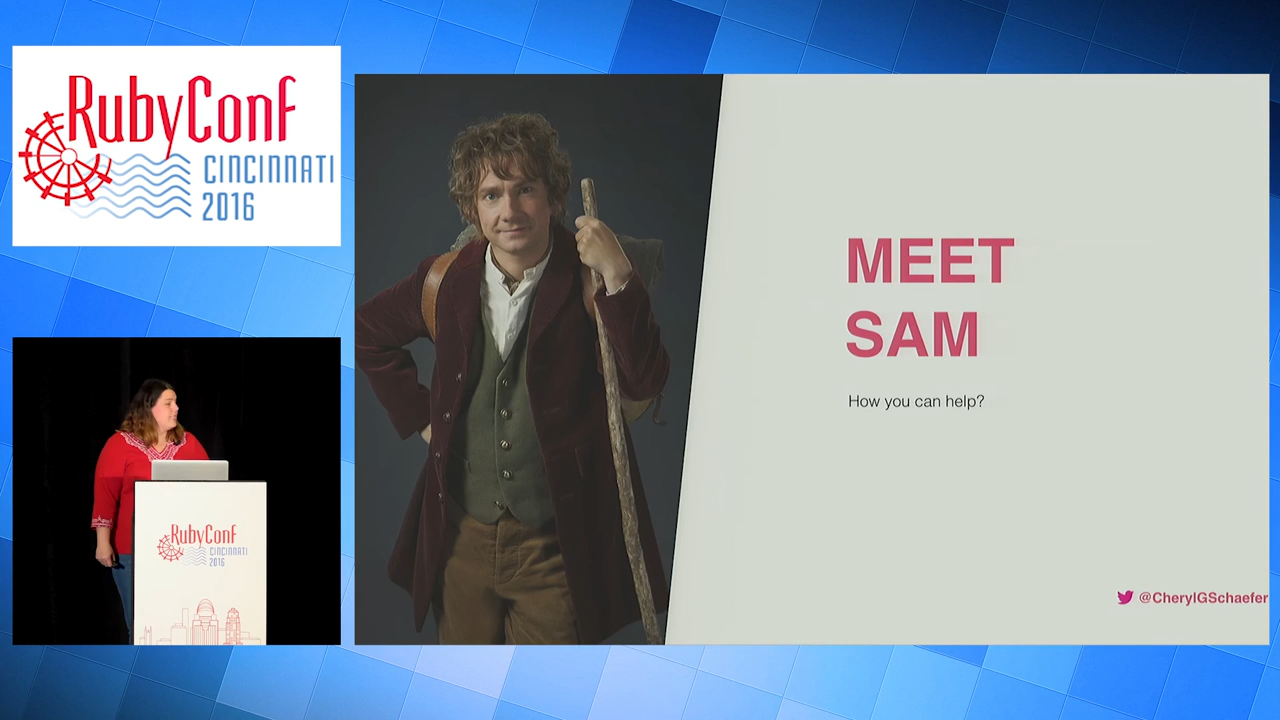 RubyConf
CINCINNATI
2016
MEET
SAM
How you can help?
@CherylGSchaefer
RubyConf
CINCINNATI
2016